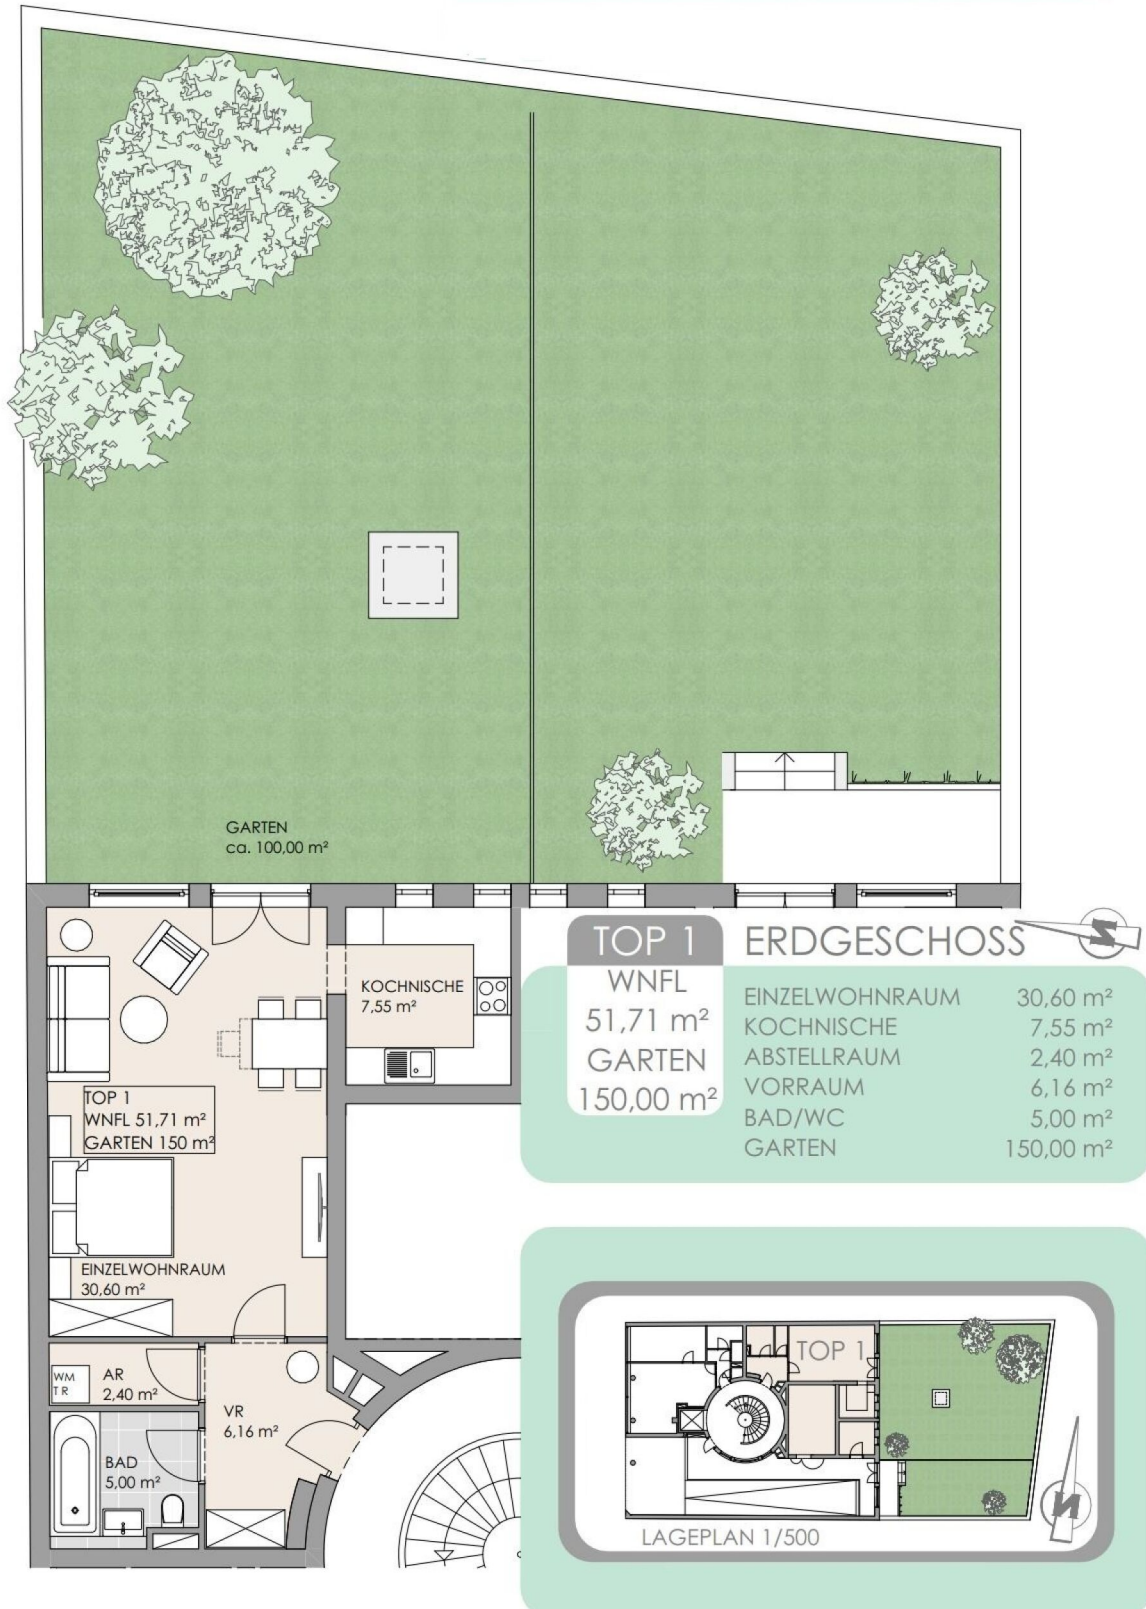 GARTEN
ca. 100,00 m²
KOCHNISCHE
7,55 m²
TOP 1
WNFL 51,71 m²
GARTEN 150 m²
EINZELWOHNRAUM
30,60 m²
WM
TR
AR
2,40 m²
VR
6,16 m²
BAD
5,00 m²
TOP 1
WNFL
51,71 m²
GARTEN
150,00 m²
ERDGESCHOSS
N
EINZELWOHNRAUM 30,60 m²
KOCHNISCHE 7,55 m²
ABSTELLRAUM 2,40 m²
VORRAUM 6,16 m²
BAD/WC 5,00 m²
GARTEN 150,00 m²
TOP 1
N
LAGEPLAN 1/500